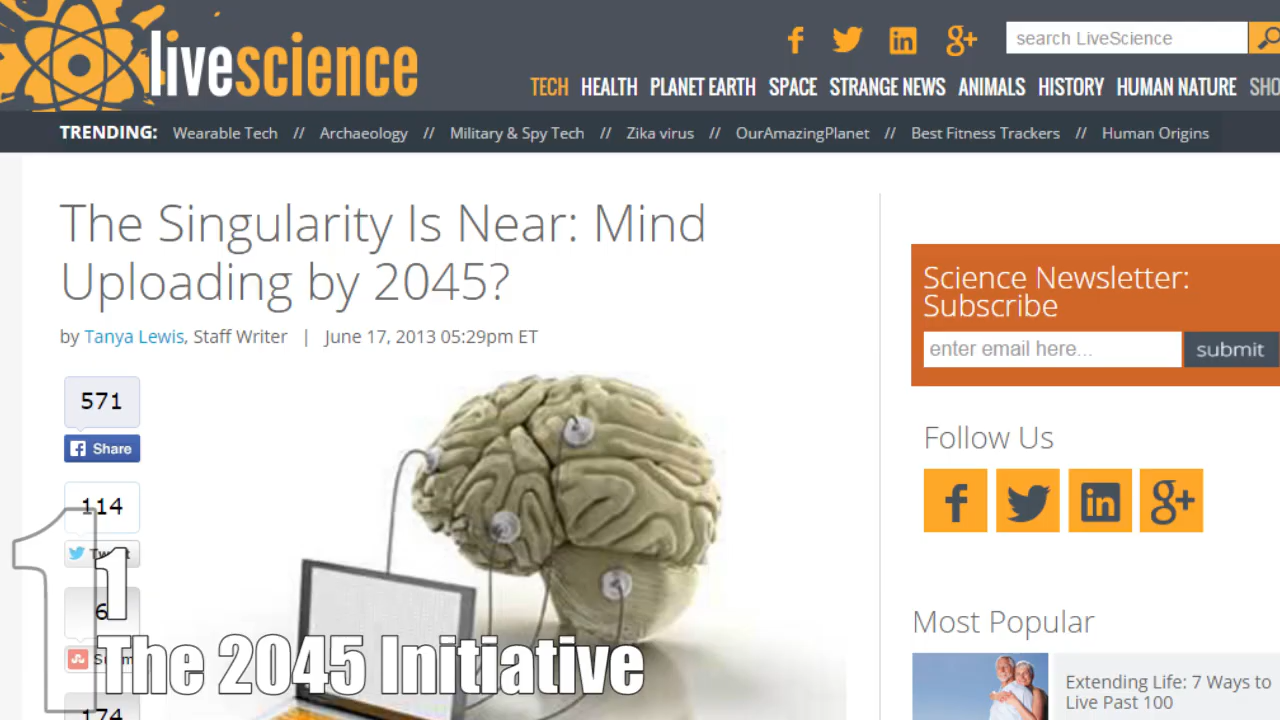 livescience
search LiveScience
TECH HEALTH PLANET EARTH SPACE STRANGE NEWS ANIMALS HISTORY HUMAN NATURE SHO
TRENDING: Wearable Tech // Archaeology // Military & Spy Tech // Zika virus // OurAmazingPlanet // Best Fitness Trackers // Human Origins
The Singularity Is Near: Mind
Uploading by 2045?
by Tanya Lewis, Staff Writer | June 17, 2013 05:29pm ET
571
Share
114
6
174
Science Newsletter:
Subscribe
enter email here...
submit
Follow Us
Most Popular
Extending Life: 7 Ways to
Live Past 100
1
1
The 2045 Initiative